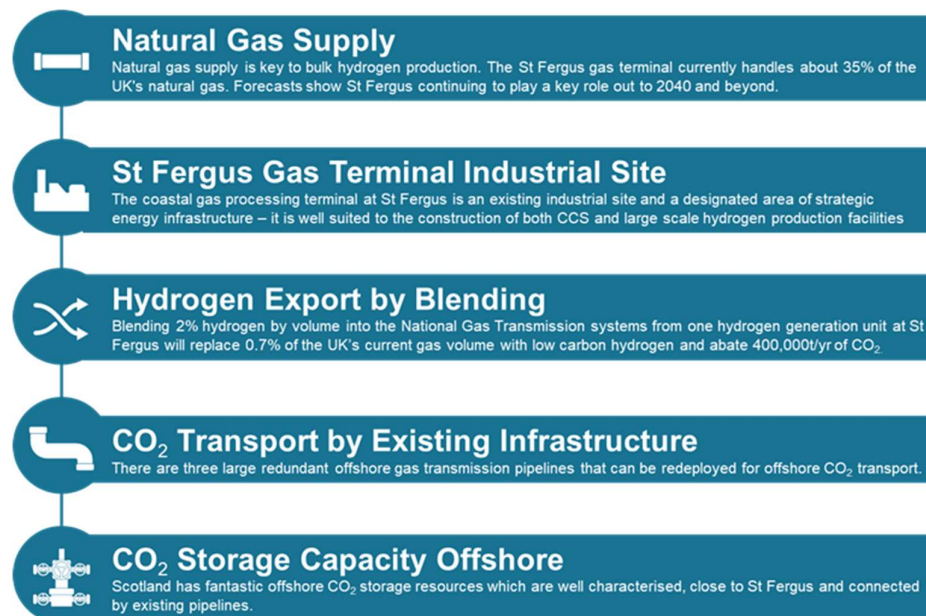 Natural Gas Supply
Natural gas supply is key to bulk hydrogen production. The St Fergus gas terminal currently handles about 35% of the
UK's natural gas. Forecasts show St Fergus continuing to play a key role out to 2040 and beyond.
St Fergus Gas Terminal Industrial Site
The coastal gas processing terminal at St Fergus is an existing industrial site and a designated area of strategic
energy infrastructure – it is well suited to the construction of both CCS and large scale hydrogen production facilities
Hydrogen Export by Blending
Blending 2% hydrogen by volume into the National Gas Transmission systems from one hydrogen generation unit at St
Fergus will replace 0.7% of the UK's current gas volume with low carbon hydrogen and abate 400,000t/yr of CO₂.
CO₂ Transport by Existing Infrastructure
There are three large redundant offshore gas transmission pipelines that can be redeployed for offshore CO₂ transport.
CO₂ Storage Capacity Offshore
Scotland has fantastic offshore CO₂ storage resources which are well characterised, close to St Fergus and connected
by existing pipelines.